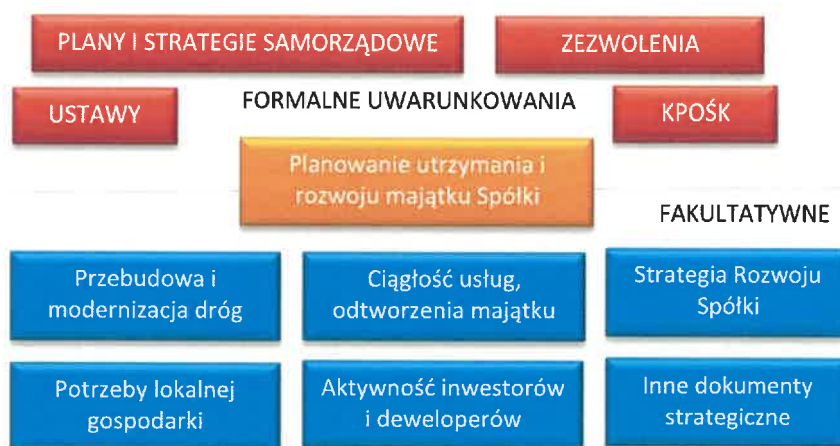 PLANY I STRATEGIE SAMORZĄDOWE
ZEZWOLENIA
USTAWY
FORMALNE UWARUNKOWANIA
KPOŚK
Planowanie utrzymania i
rozwoju majątku Spółki
FAKULTATYWNE
Przebudowa i
modernizacja dróg
Ciągłość usług,
odtworzenia majątku
Strategia Rozwoju
Spółki
Potrzeby lokalnej
gospodarki
Aktywność inwestorów
i deweloperów
Inne dokumenty
strategiczne